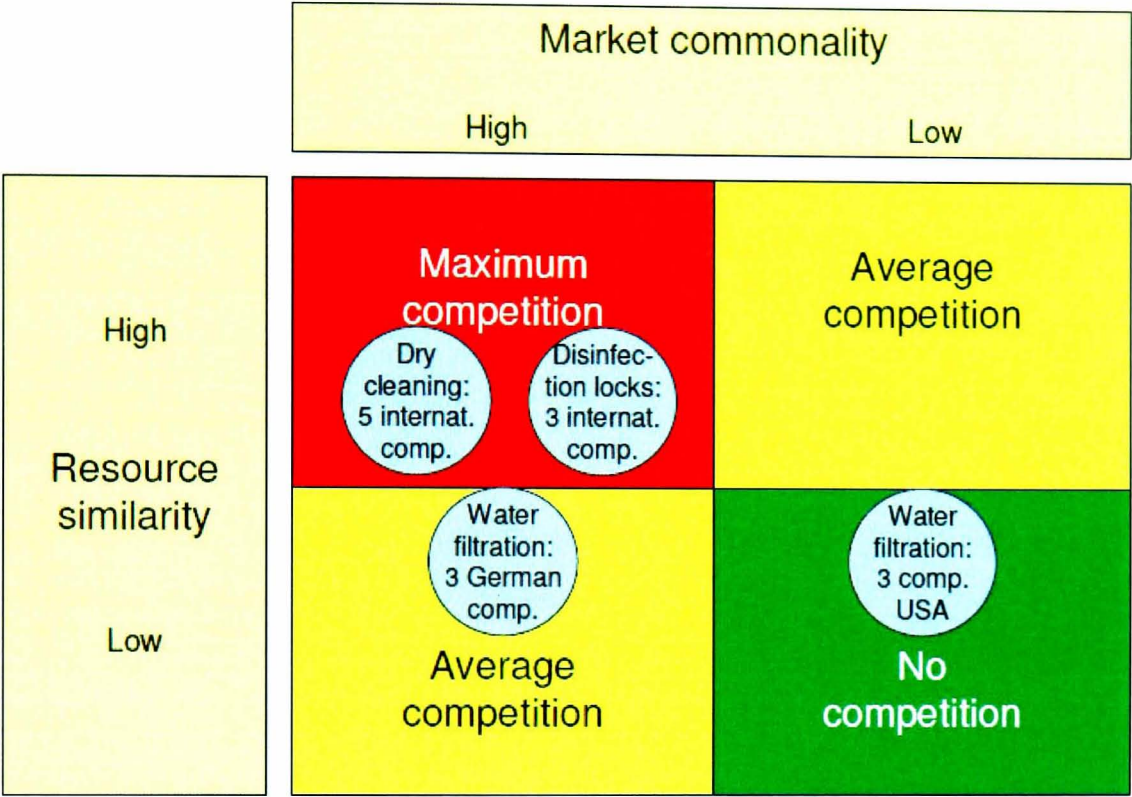 Market commonality
High
Low
High
Resource
similarity
Low
Maximum
competition
Dry
cleaning:
5 internat.
comp.
Disinfec-
tion locks:
3 internat.
comp.
Average
competition
Water
filtration:
3 German
comp.
Average
competition
Water
filtration:
3 comp.
USA
No
competition